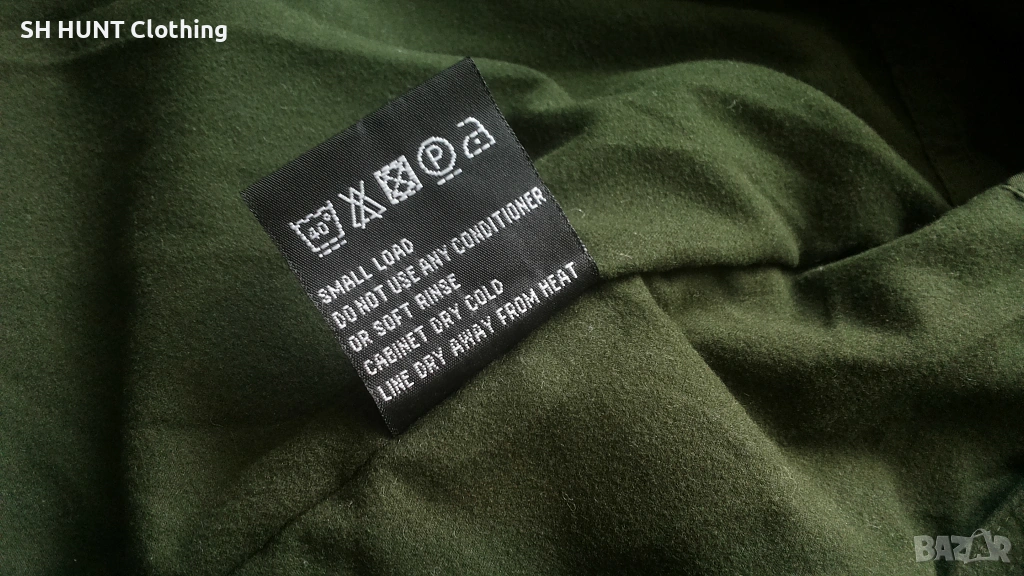 SH HUNT Clothing
40°
P
SMALL LOAD
DO NOT USE ANY CONDITIONER
OR SOFT RINSE
CABINET DRY COLD
LINE DRY AWAY FROM HEAT
BAZAR